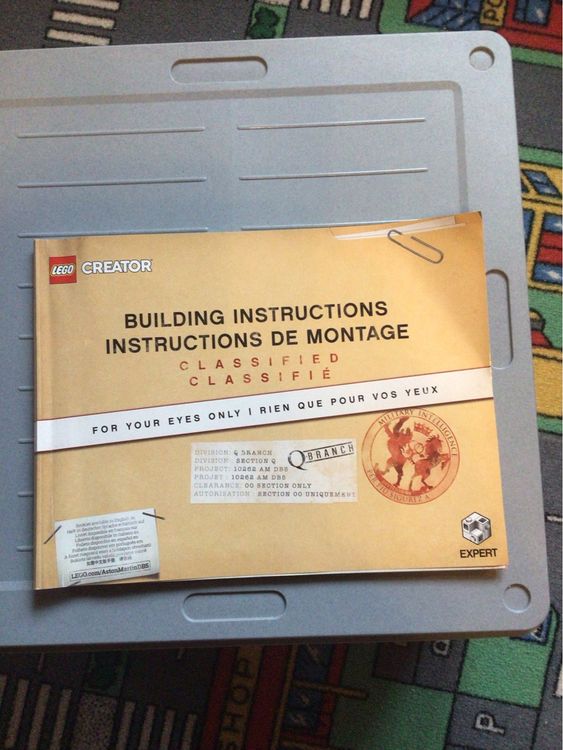 LEGO CREATOR
BUILDING INSTRUCTIONS
INSTRUCTIONS DE MONTAGE
CLASSIFIED
CLASSIFIÉ
FOR YOUR EYES ONLY | RIEN QUE POUR VOS YEUX
Q BRANCH
DIVISION: Q BRANCH
DIVISION: SECTION Q
PROJECT: 10262 AM DB5
PROJET: 10262 AM DB5
CLEARANCE: 00 SECTION ONLY
AUTORISATION: SECTION 00 UNIQUEMENT
MILITARY INTELLIGENCE
LEGO.com/AstonMartinDB5
EXPERT
SHOP